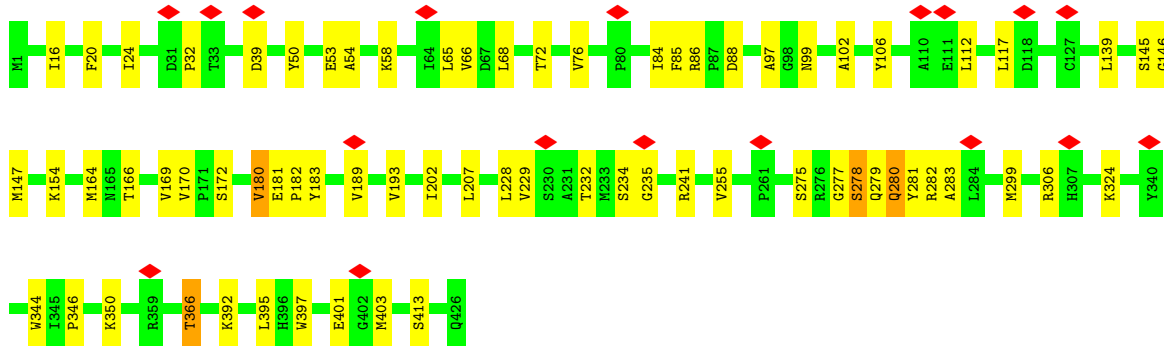 M1 I16 F20 I24 D31 P32 T33 D39 Y50 E53 A54 K58 I64 L65 V66 D67 L68 T72 V76 P80 I84 F85 R86 P87 D88 A97 G98 N99 A102 Y106 A110 E111 L112 L117 D118 C127 L139 S145 G146
M147 K154 M164 N165 T166 V169 V170 P171 S172 V180 E181 P182 Y183 V189 V193 I202 L207 L228 V229 S230 A231 T232 M233 S234 G235 R241 V255 P261 S275 R276 G277 S278 Q279 Q280 Y281 R282 A283 L284 M299 R306 H307 K324 Y340
W344 I345 P346 K350 R359 T366 K392 L395 H396 W397 E401 G402 M403 S413 Q426